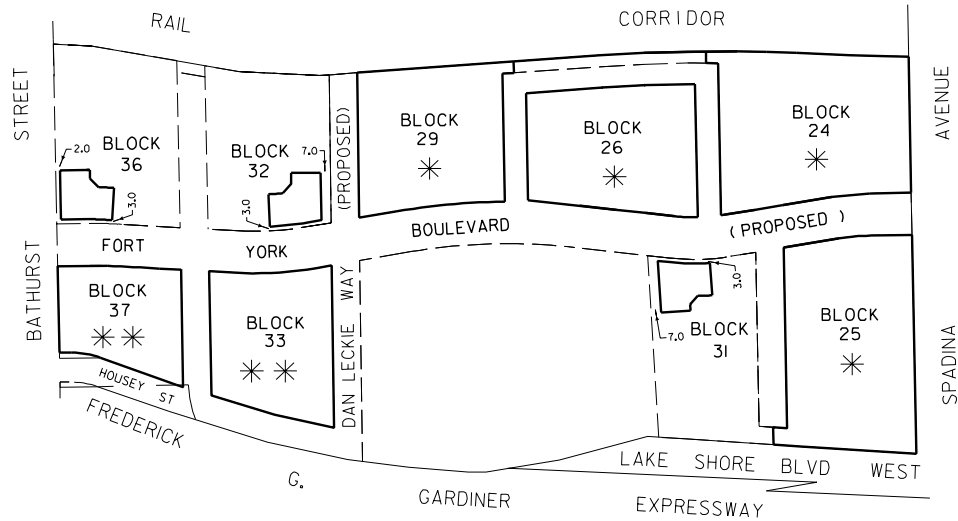 RAIL CORRIDOR
STREET
AVENUE
BLOCK
36
2.0
3.0
BLOCK
32
7.0
3.0
(PROPOSED)
BLOCK
29
*
BLOCK
26
*
BLOCK
24
*
FORT YORK BOULEVARD (PROPOSED )
BATHURST
BLOCK
37
* *
BLOCK
33
* *
DAN LECKIE WAY
3.0
7.0
BLOCK
31
BLOCK
25
*
SPADINA
HOUSEY ST
FREDERICK G. GARDINER EXPRESSWAY
LAKE SHORE BLVD WEST